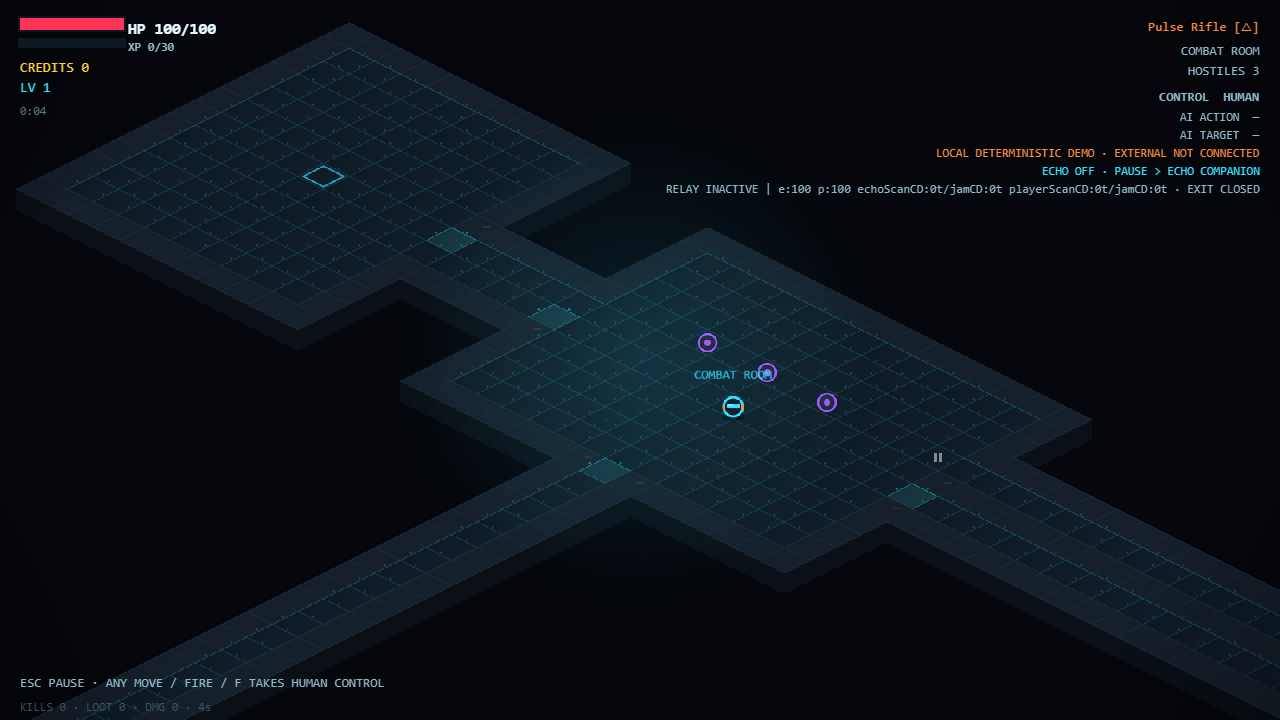 HP 100/100
XP 0/30
CREDITS 0
LV 1
0:04
Pulse Rifle [△]
COMBAT ROOM
HOSTILES 3
CONTROL HUMAN
AI ACTION —
AI TARGET —
LOCAL DETERMINISTIC DEMO · EXTERNAL NOT CONNECTED
ECHO OFF · PAUSE > ECHO COMPANION
RELAY INACTIVE | e:100 p:100 echoScanCD:0t/jamCD:0t playerScanCD:0t/jamCD:0t · EXIT CLOSED
COMBAT ROOM
ESC PAUSE · ANY MOVE / FIRE / F TAKES HUMAN CONTROL
KILLS 0 · LOOT 0 · DMG 0 · 4s